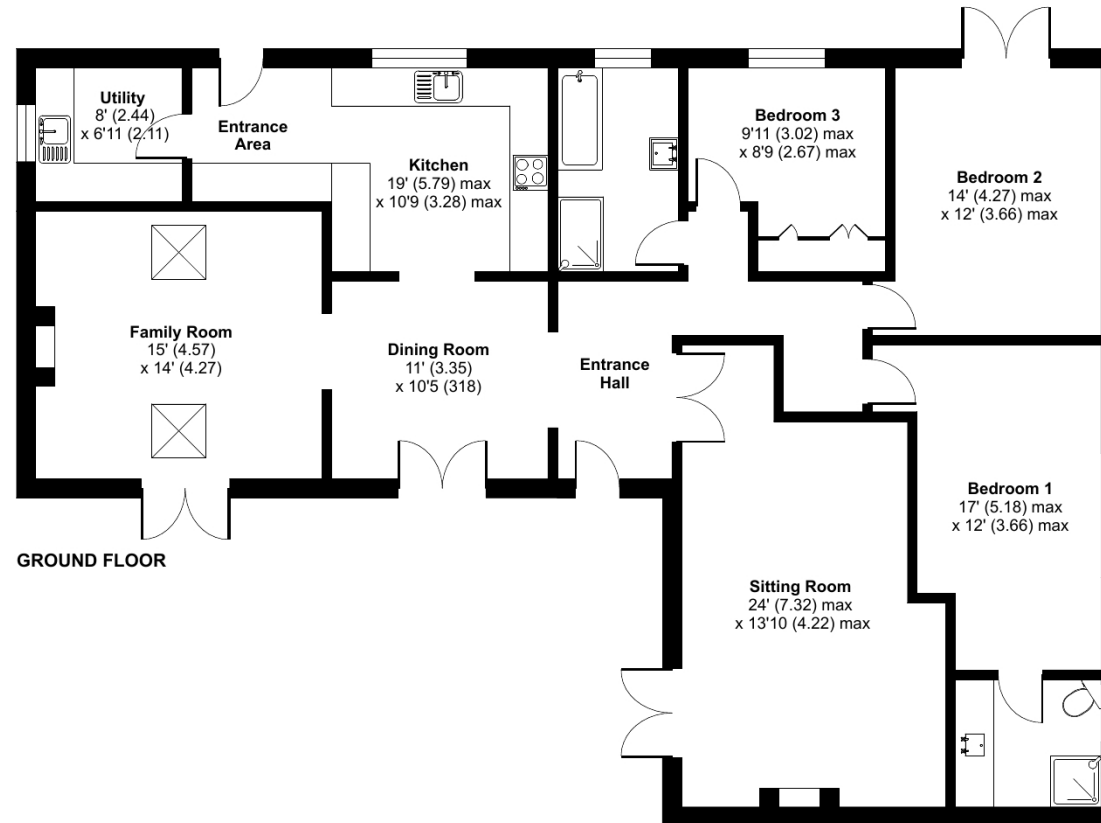 Utility
8' (2.44)
x 6'11 (2.11)
Entrance
Area
Kitchen
19' (5.79) max
x 10'9 (3.28) max
Bedroom 3
9'11 (3.02) max
x 8'9 (2.67) max
Bedroom 2
14' (4.27) max
x 12' (3.66) max
Family Room
15' (4.57)
x 14' (4.27)
Dining Room
11' (3.35)
x 10'5 (318)
Entrance
Hall
Bedroom 1
17' (5.18) max
x 12' (3.66) max
GROUND FLOOR
Sitting Room
24' (7.32) max
x 13'10 (4.22) max